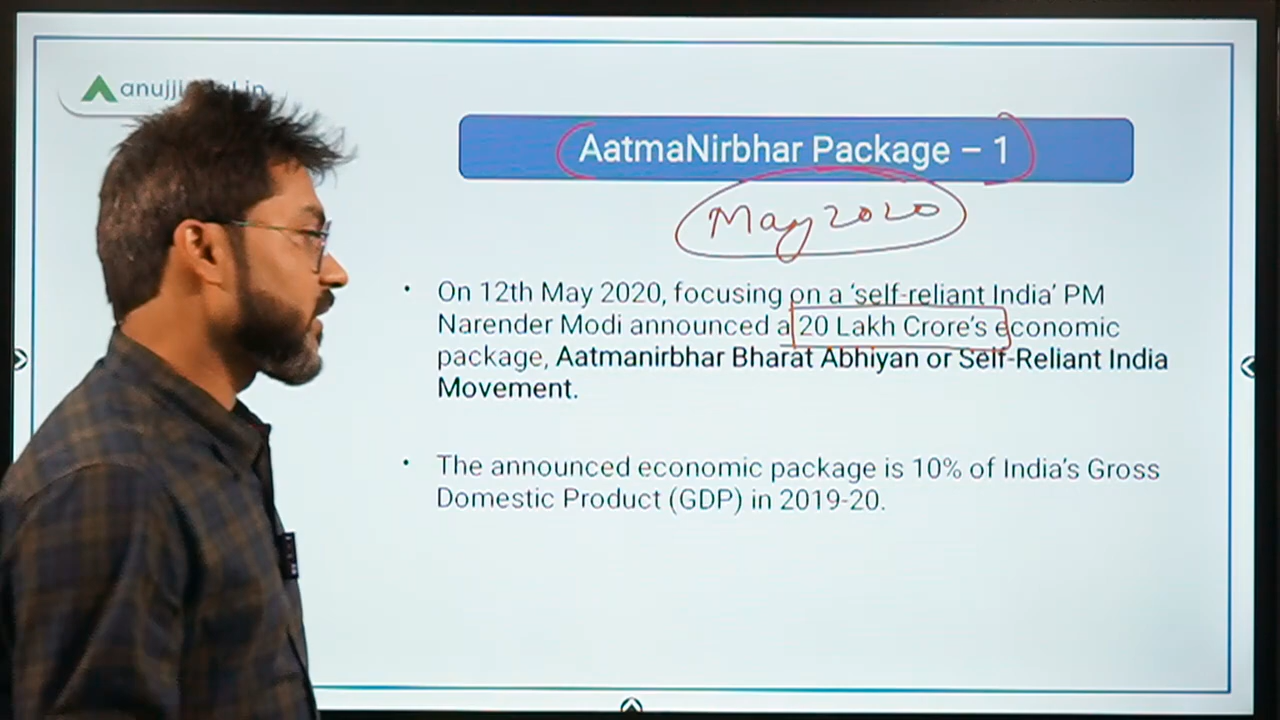 AatmaNirbhar Package – 1
May 2020
• On 12th May 2020, focusing on a ‘self-reliant India’ PM
Narender Modi announced a 20 Lakh Crore’s economic
package, Aatmanirbhar Bharat Abhiyan or Self-Reliant India
Movement.
• The announced economic package is 10% of India’s Gross
Domestic Product (GDP) in 2019-20.